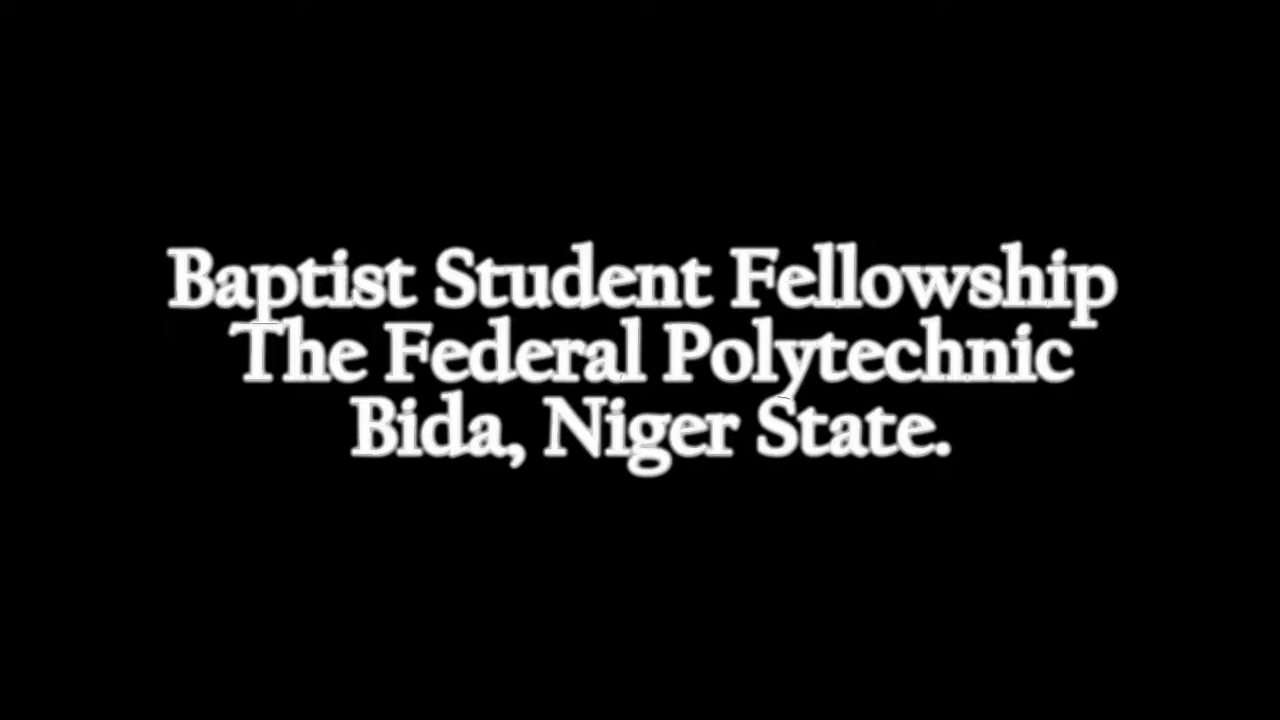 Baptist Student Fellowship
The Federal Polytechnic
Bida, Niger State.